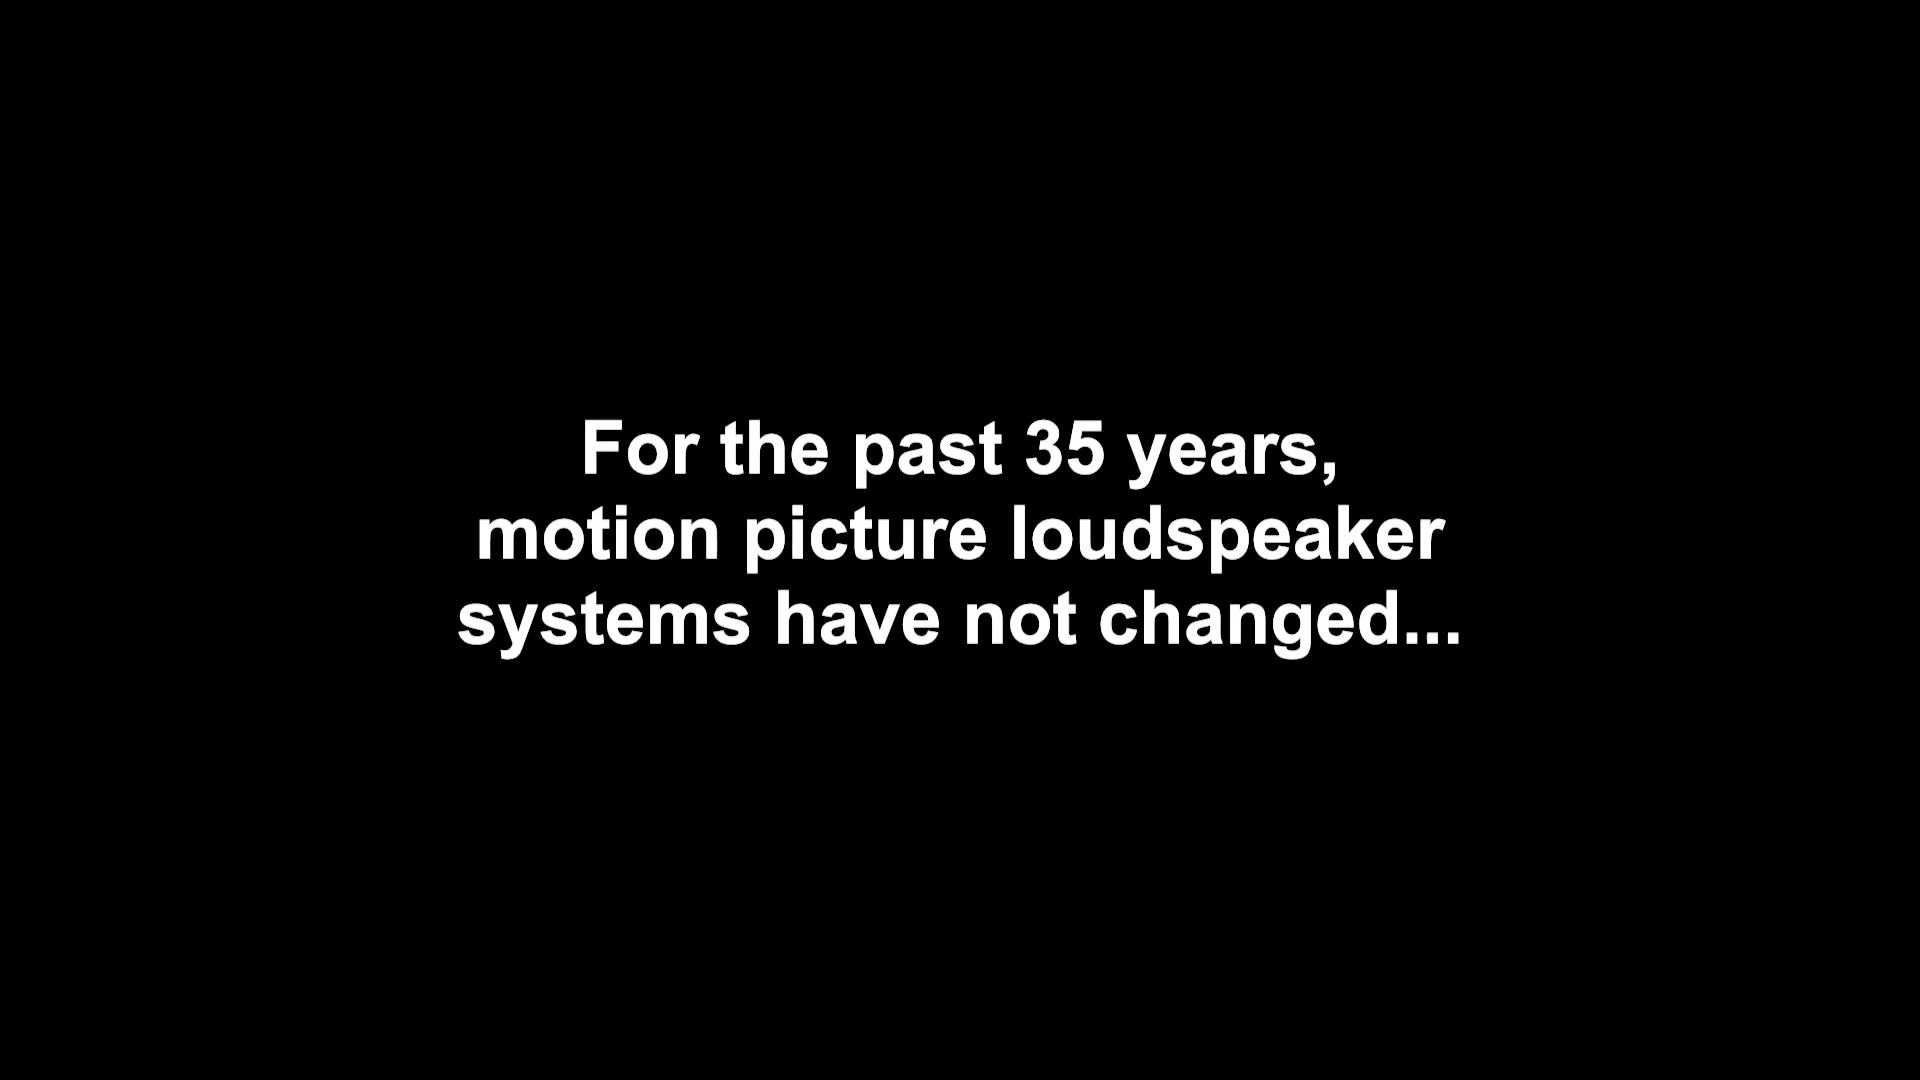 For the past 35 years,
motion picture loudspeaker
systems have not changed...